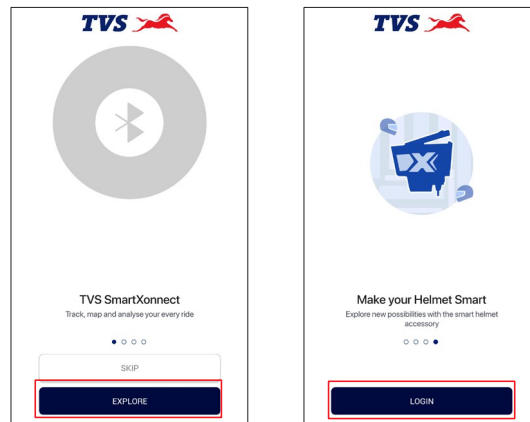 TVS
TVS SmartXonnect
Track, map and analyse your every ride
SKIP
EXPLORE
TVS
X
Make your Helmet Smart
Explore new possibilities with the smart helmet
accessory
LOGIN